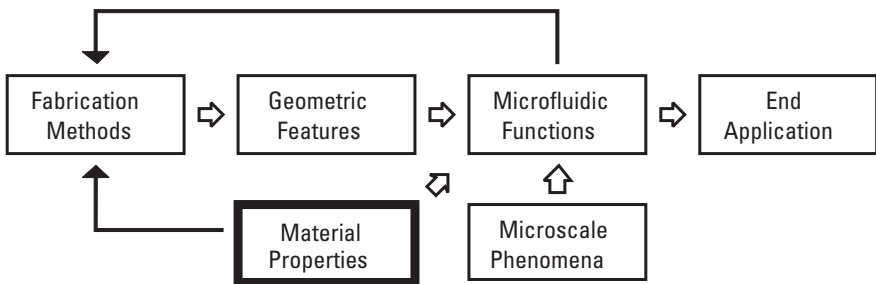 Fabrication
Methods
Geometric
Features
Microfluidic
Functions
End
Application
Material
Properties
Microscale
Phenomena